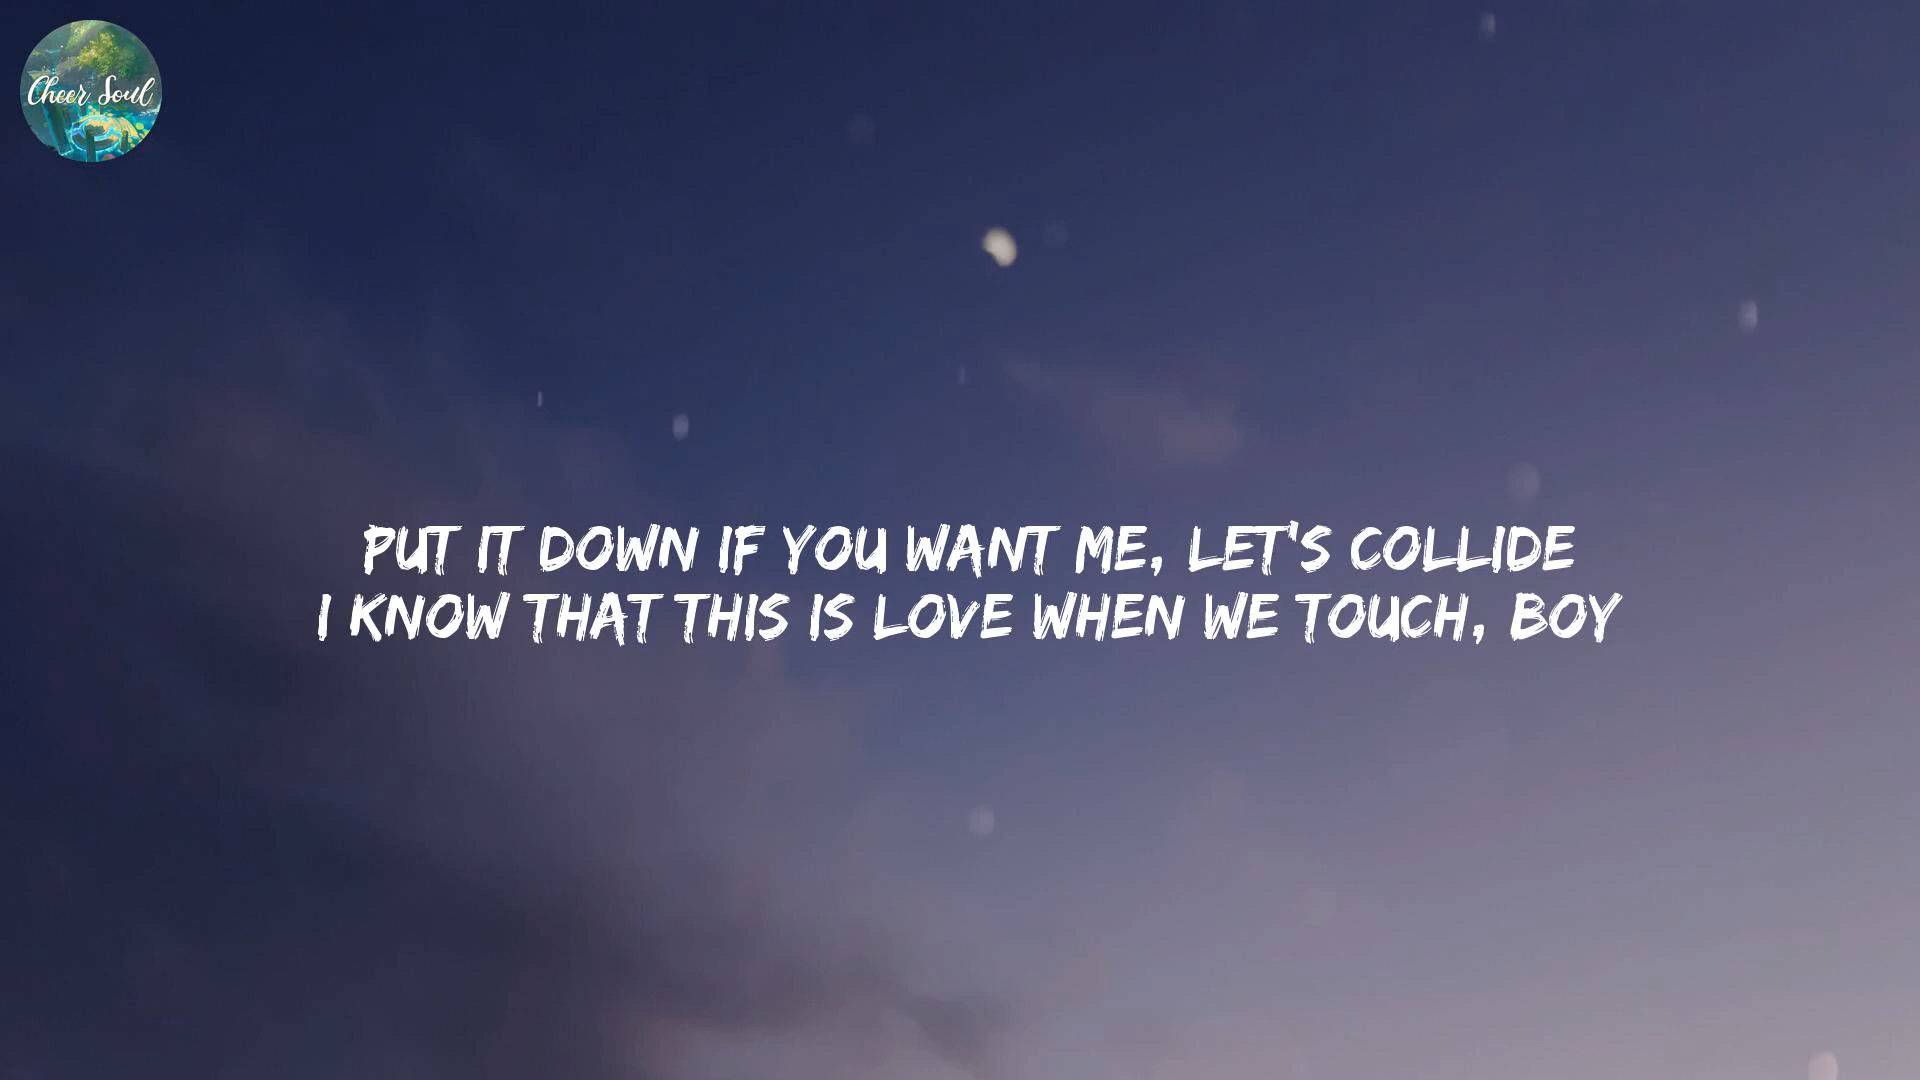 Cheer Soul
PUT IT DOWN IF YOU WANT ME, LET'S COLLIDE
I KNOW THAT THIS IS LOVE WHEN WE TOUCH, BOY